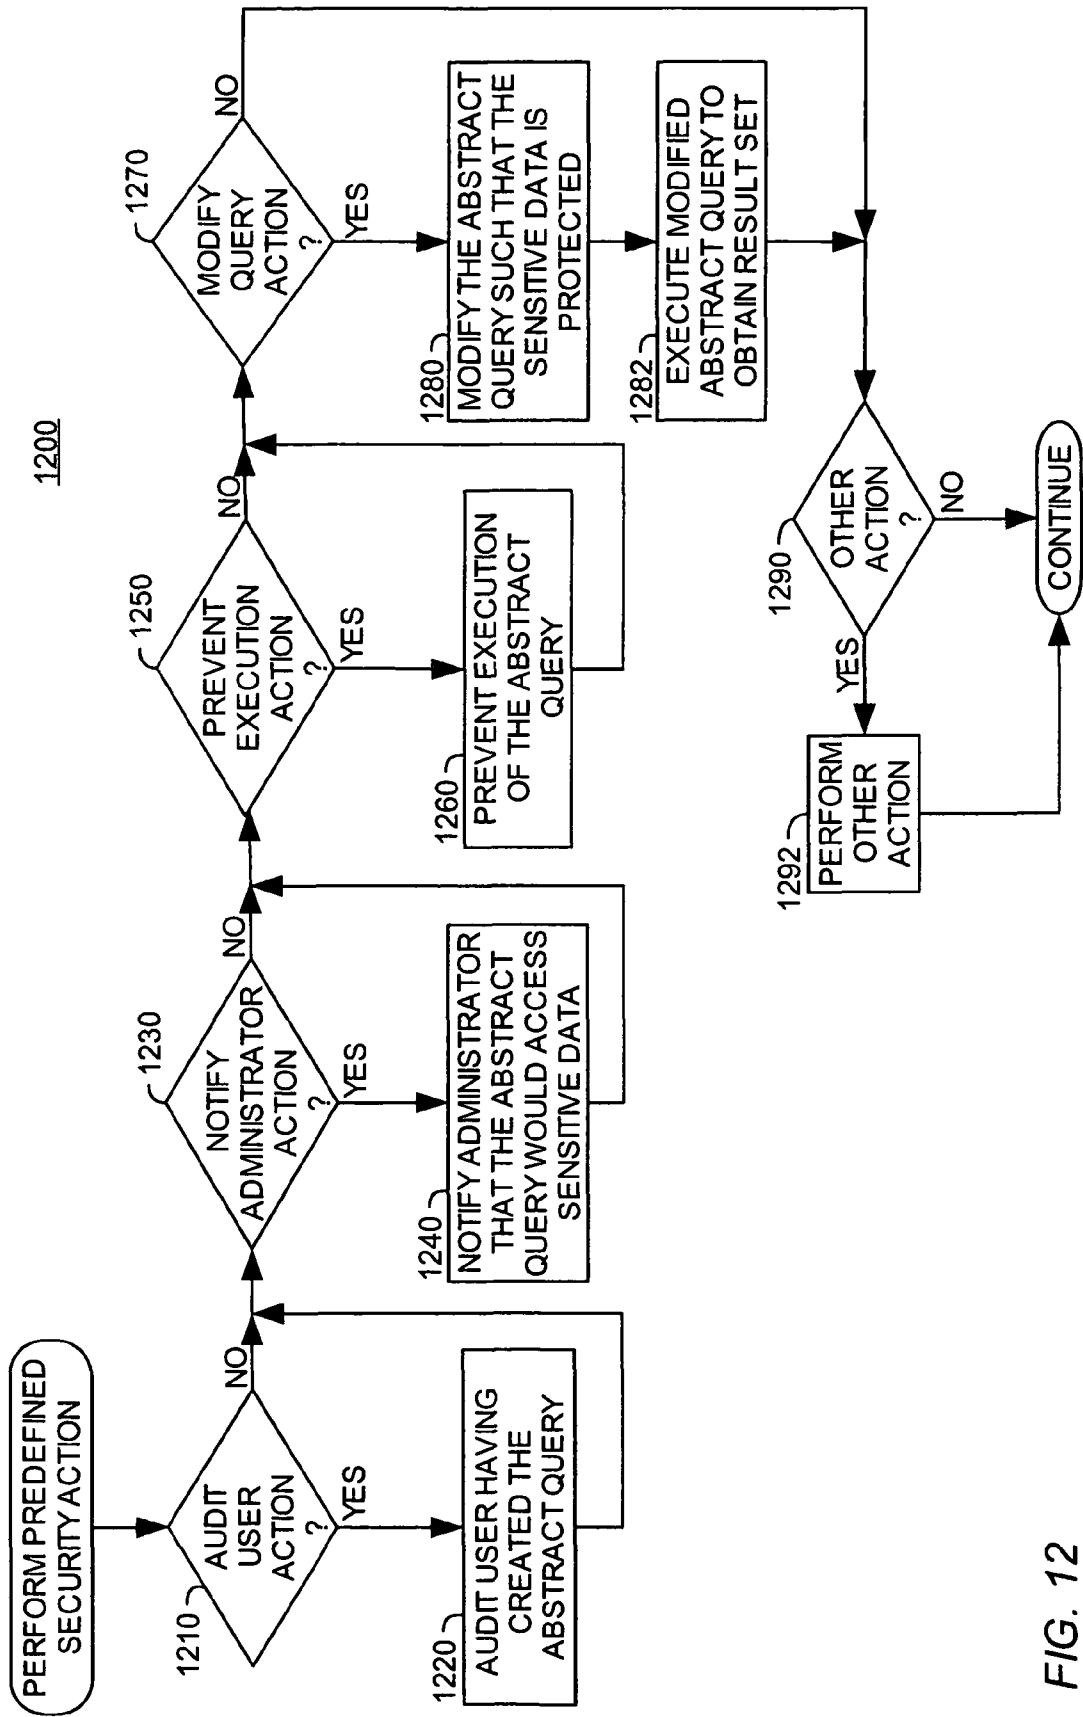 1200
PERFORM PREDEFINED
SECURITY ACTION
1210
AUDIT
USER
ACTION
?
NO
YES
1220
AUDIT USER HAVING
CREATED THE
ABSTRACT QUERY
1230
NOTIFY
ADMINISTRATOR
ACTION
?
NO
YES
1240
NOTIFY ADMINISTRATOR
THAT THE ABSTRACT
QUERY WOULD ACCESS
SENSITIVE DATA
1250
PREVENT
EXECUTION
ACTION
?
NO
YES
1260
PREVENT EXECUTION
OF THE ABSTRACT
QUERY
1270
MODIFY
QUERY
ACTION
?
NO
YES
1280
MODIFY THE ABSTRACT
QUERY SUCH THAT THE
SENSITIVE DATA IS
PROTECTED
1282
EXECUTE MODIFIED
ABSTRACT QUERY TO
OBTAIN RESULT SET
1290
OTHER
ACTION
?
YES
NO
1292
PERFORM
OTHER
ACTION
CONTINUE
FIG. 12